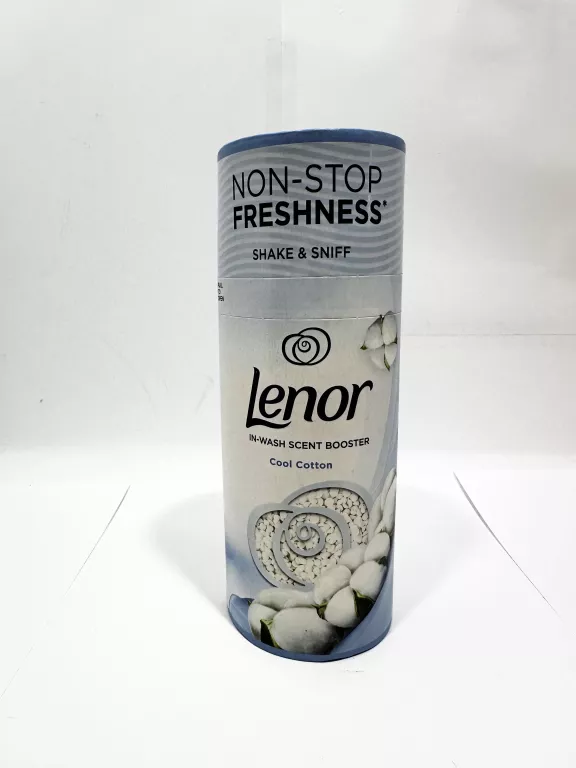 NON-STOP
FRESHNESS*
SHAKE & SNIFF
Lenor
IN-WASH SCENT BOOSTER
Cool Cotton